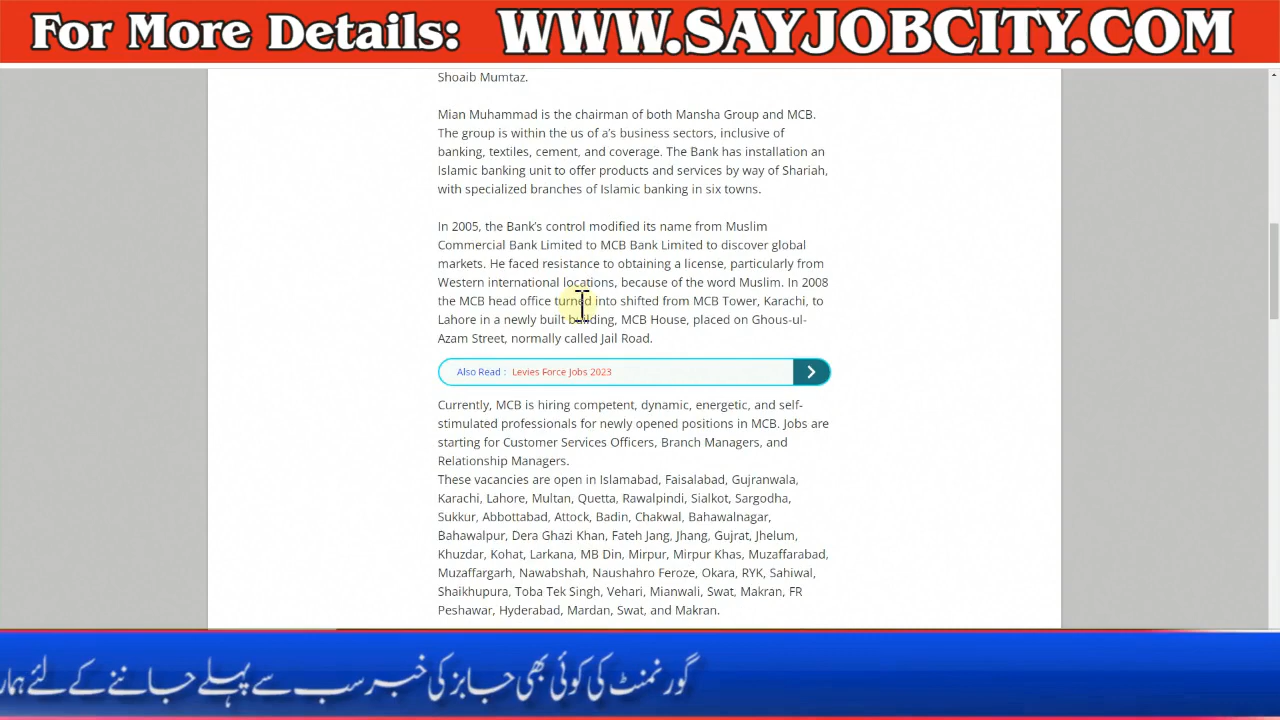 For More Details: WWW.SAYJOBCITY.COM
Shoaib Mumtaz.
Mian Muhammad is the chairman of both Mansha Group and MCB.
The group is within the us of a's business sectors, inclusive of
banking, textiles, cement, and coverage. The Bank has installation an
Islamic banking unit to offer products and services by way of Shariah,
with specialized branches of Islamic banking in six towns.
In 2005, the Bank's control modified its name from Muslim
Commercial Bank Limited to MCB Bank Limited to discover global
markets. He faced resistance to obtaining a license, particularly from
Western international locations, because of the word Muslim. In 2008
the MCB head office turned into shifted from MCB Tower, Karachi, to
Lahore in a newly built building, MCB House, placed on Ghous-ul-
Azam Street, normally called Jail Road.
Also Read : Levies Force Jobs 2023
Currently, MCB is hiring competent, dynamic, energetic, and self-
stimulated professionals for newly opened positions in MCB. Jobs are
starting for Customer Services Officers, Branch Managers, and
Relationship Managers.
These vacancies are open in Islamabad, Faisalabad, Gujranwala,
Karachi, Lahore, Multan, Quetta, Rawalpindi, Sialkot, Sargodha,
Sukkur, Abbottabad, Attock, Badin, Chakwal, Bahawalnagar,
Bahawalpur, Dera Ghazi Khan, Fateh Jang, Jhang, Gujrat, Jhelum,
Khuzdar, Kohat, Larkana, MB Din, Mirpur, Mirpur Khas, Muzaffarabad,
Muzaffargarh, Nawabshah, Naushahro Feroze, Okara, RYK, Sahiwal,
Shaikhupura, Toba Tek Singh, Vehari, Mianwali, Swat, Makran, FR
Peshawar, Hyderabad, Mardan, Swat, and Makran.
گورنمنٹ کی کوئی بھی جابز کی خبر سب سے پہلے جاننے کے لئے